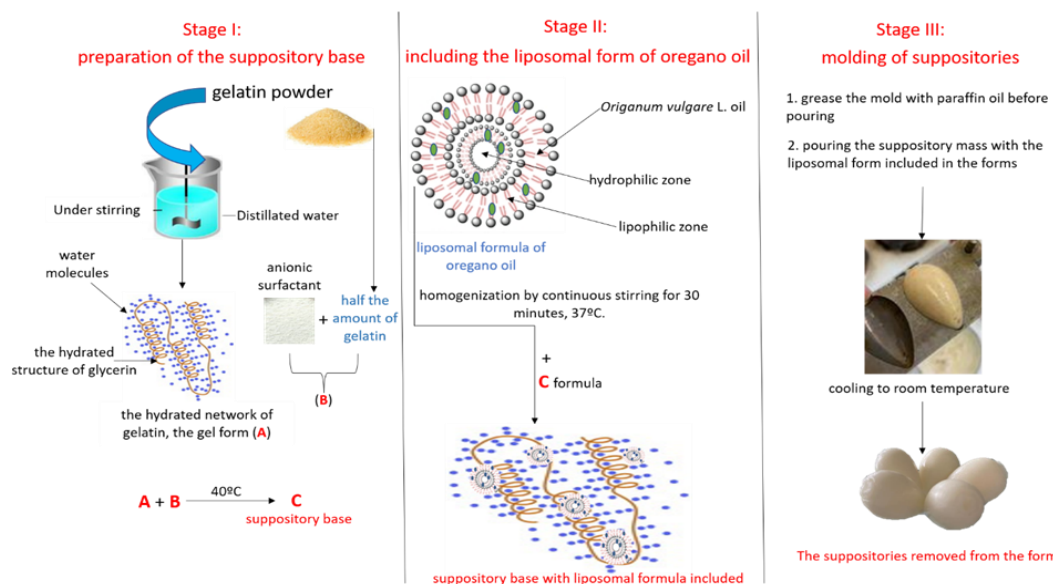 Stage I:
preparation of the suppository base
gelatin powder
Under stirring
Distillated water
water
molecules
the hydrated
structure of glycerin
the hydrated network of
gelatin, the gel form (A)
anionic
surfactant
+
half the
amount of
gelatin
(B)
A + B
40ºC
C
suppository base
Stage II:
including the liposomal form of oregano oil
Origanum vulgare L. oil
hydrophilic zone
lipophilic zone
liposomal formula of
oregano oil
homogenization by continuous stirring for 30
minutes, 37ºC.
+
C formula
suppository base with liposomal formula included
Stage III:
molding of suppositories
1. grease the mold with paraffin oil before
pouring
2. pouring the suppository mass with the
liposomal form included in the forms
cooling to room temperature
The suppositories removed from the form